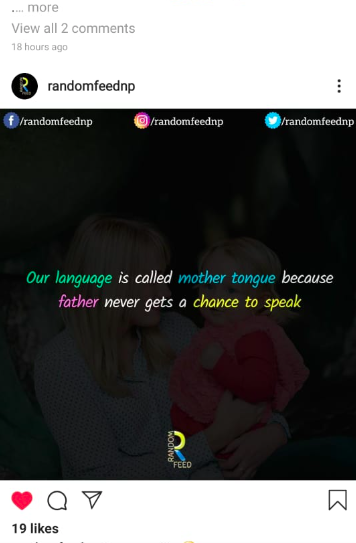 .... more
View all 2 comments
18 hours ago
randomfeednp
/randomfeednp /randomfeednp /randomfeednp
Our language is called mother tongue because
father never gets a chance to speak
RANDOM
FEED
19 likes